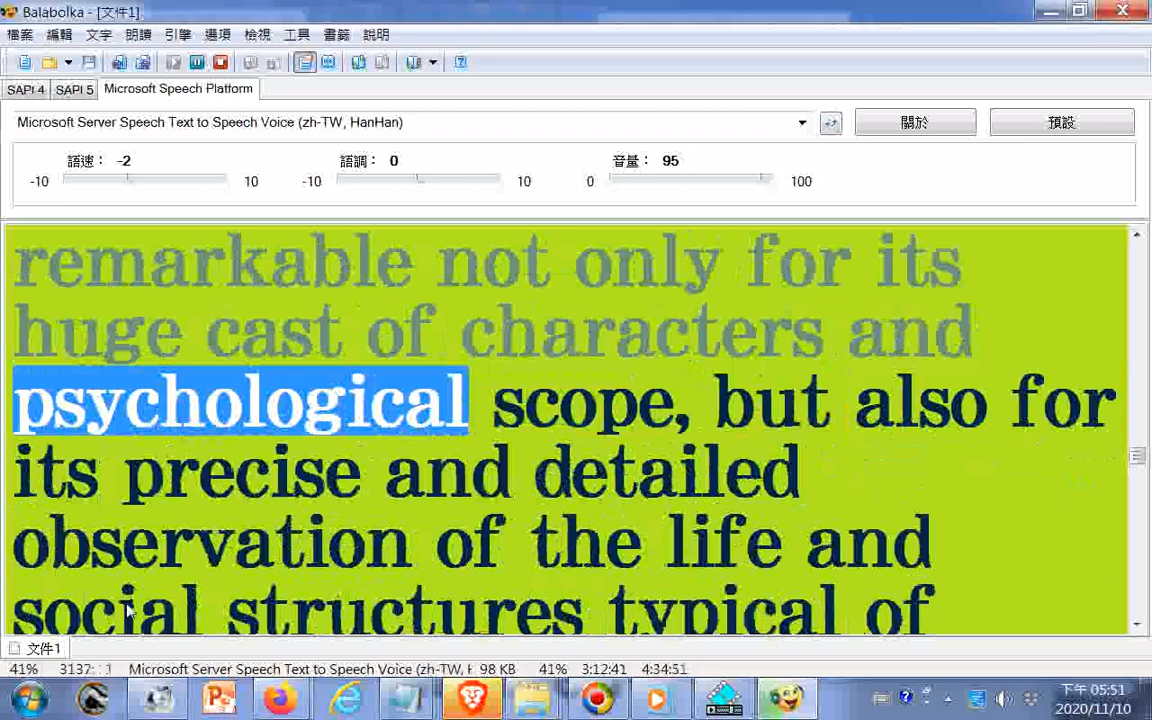 Balabolka - [文件1]
檔案 編輯 文字 朗讀 引擎 選項 檢視 工具 書籤 說明
SAPI 4 SAPI 5 Microsoft Speech Platform
Microsoft Server Speech Text to Speech Voice (zh-TW, HanHan) 關於 預設
語速: -2 語調: 0 音量: 95
-10 10 -10 10 0 100
remarkable not only for its
huge cast of characters and
psychological scope, but also for
its precise and detailed
observation of the life and
social structures typical of
文件1
41% Microsoft Server Speech Text to Speech Voice (zh-TW, 98 KB 41% 3:12:41 4:34:51
下午 05:51
2020/11/10